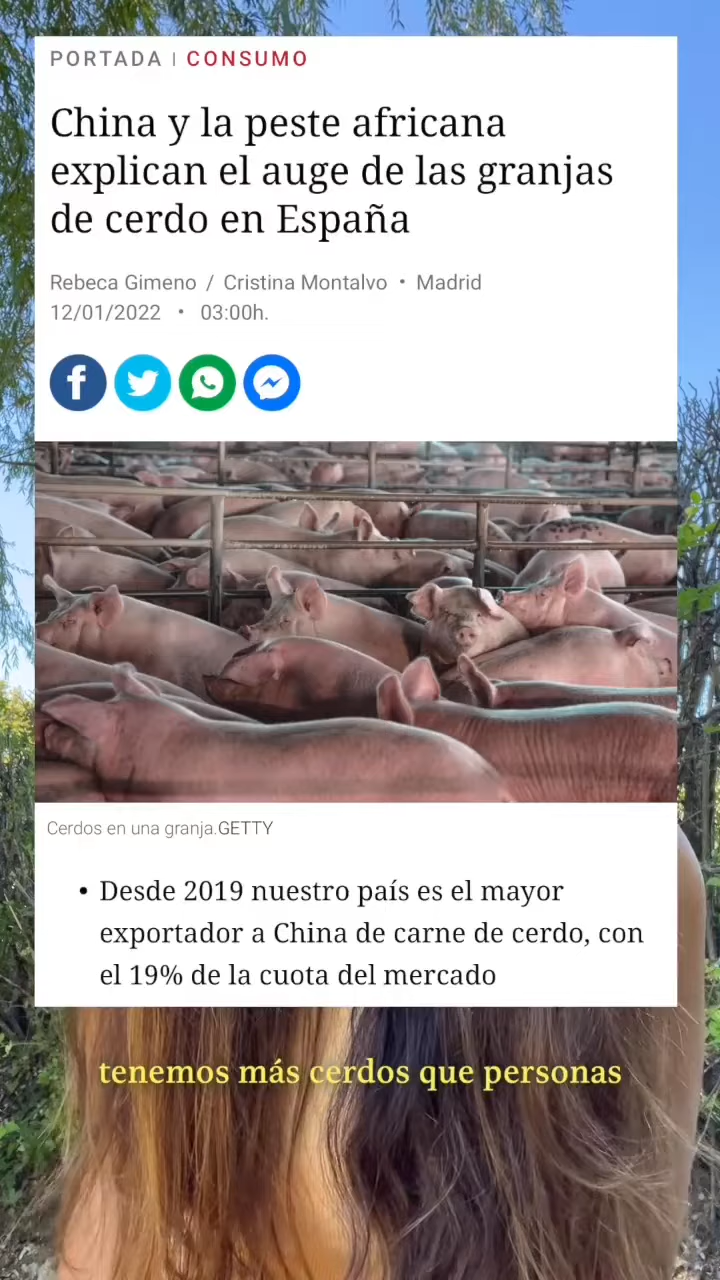 PORTADA | CONSUMO
China y la peste africana
explican el auge de las granjas
de cerdo en España
Rebeca Gimeno / Cristina Montalvo • Madrid
12/01/2022 • 03:00h.
Cerdos en una granja.GETTY
• Desde 2019 nuestro país es el mayor
exportador a China de carne de cerdo, con
el 19% de la cuota del mercado
tenemos más cerdos que personas